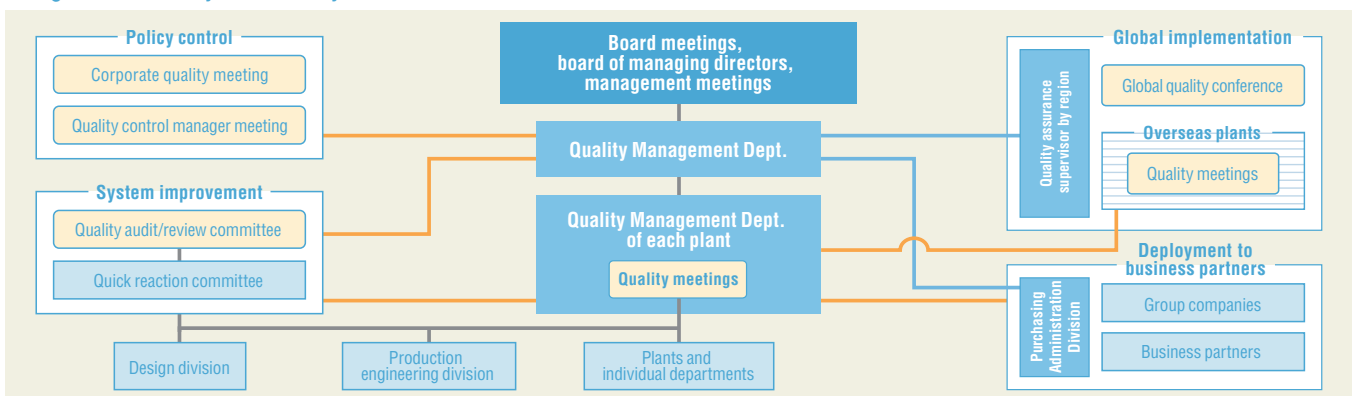 Policy control
Corporate quality meeting
Quality control manager meeting
System improvement
Quality audit/review committee
Quick reaction committee
Board meetings,
board of managing directors,
management meetings
Quality Management Dept.
Quality Management Dept.
of each plant
Quality meetings
Design division
Production
engineering division
Plants and
individual departments
Global implementation
Quality assurance
supervisor by region
Global quality conference
Overseas plants
Quality meetings
Deployment to
business partners
Purchasing
Administration
Division
Group companies
Business partners